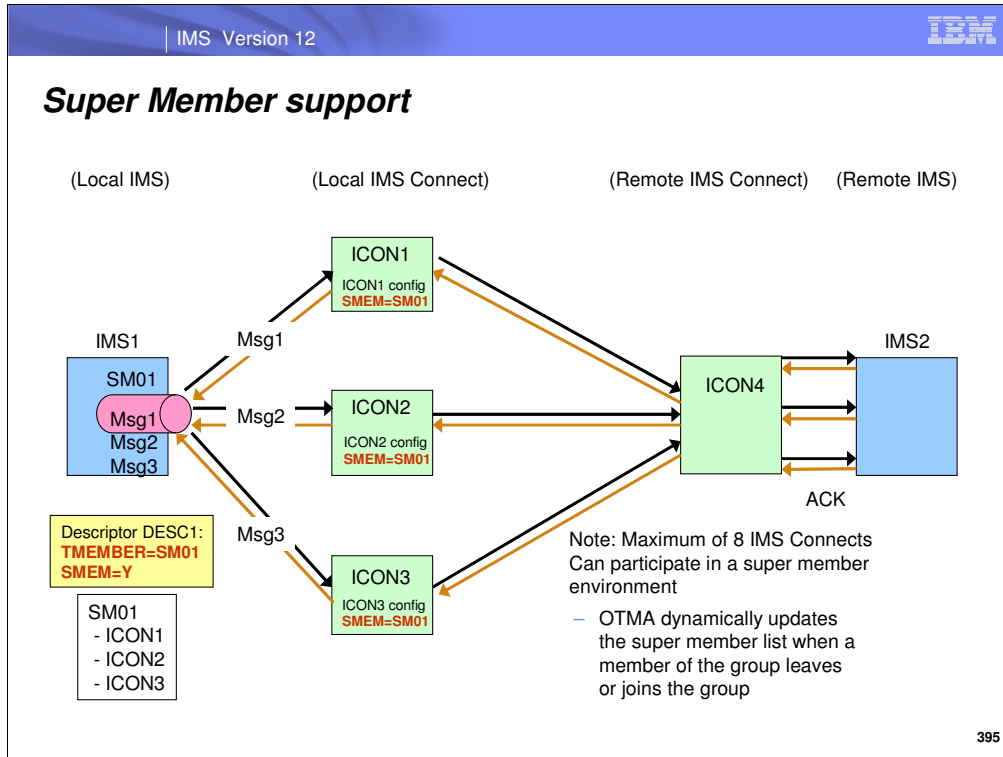 IMS Version 12
IBM
Super Member support
(Local IMS)
(Local IMS Connect)
(Remote IMS Connect)
(Remote IMS)
ICON1
ICON1 config
SMEM=SM01
Msg1
IMS1
SM01
Msg1
Msg2
Msg3
Msg2
ICON2
ICON2 config
SMEM=SM01
ICON4
IMS2
ACK
Descriptor DESC1:
TMEMBER=SM01
SMEM=Y
Msg3
ICON3
ICON3 config
SMEM=SM01
SM01
- ICON1
- ICON2
- ICON3
Note: Maximum of 8 IMS Connects
Can participate in a super member
environment
– OTMA dynamically updates
the super member list when a
member of the group leaves
or joins the group
395